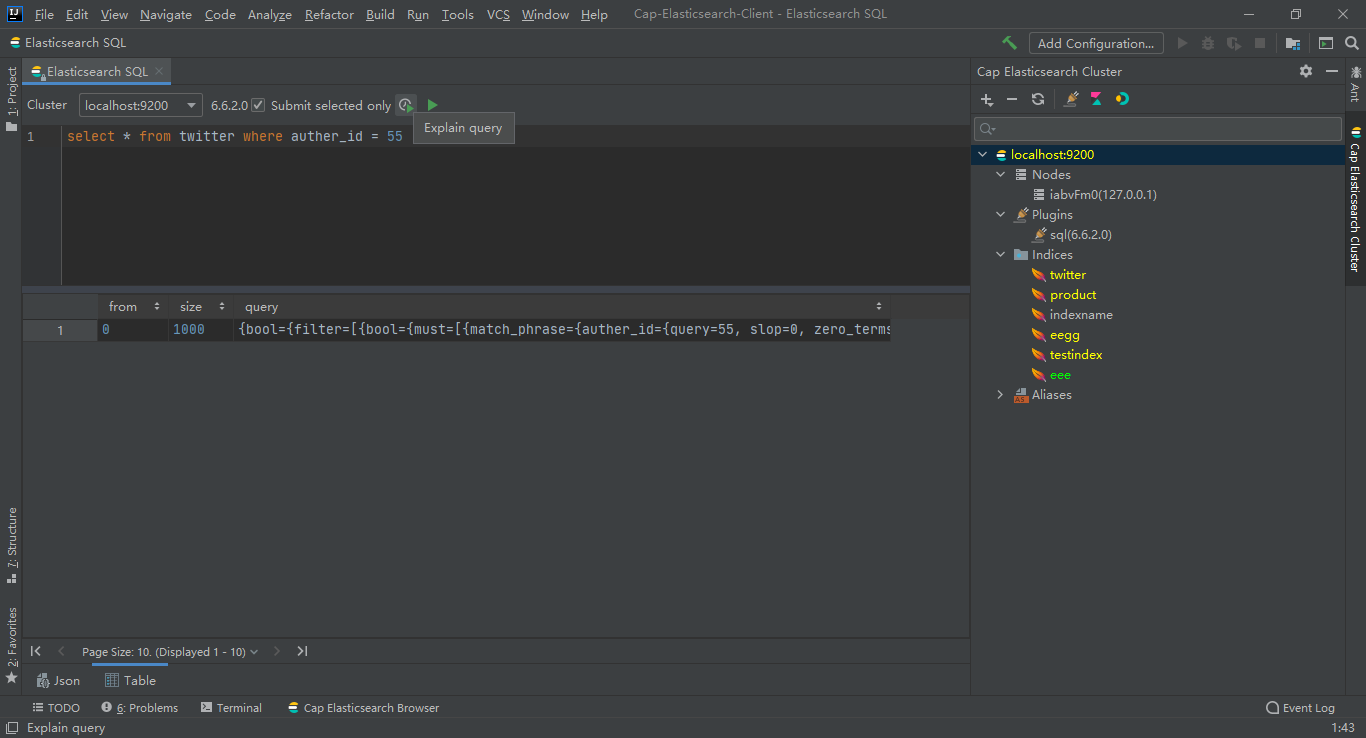 File Edit View Navigate Code Analyze Refactor Build Run Tools VCS Window Help Cap-Elasticsearch-Client - Elasticsearch SQL
Elasticsearch SQL
Add Configuration...
1: Project
Elasticsearch SQL
Cluster localhost:9200 6.6.2.0 Submit selected only
Explain query
1 select * from twitter where auther_id = 55
from size query
1 0 1000 {bool={filter=[{bool={must=[{match_phrase={auther_id={query=55, slop=0, zero_terms
Page Size: 10. (Displayed 1 - 10)
Json Table
7: Structure
2: Favorites
Cap Elasticsearch Cluster
localhost:9200
Nodes
iabvFm0(127.0.0.1)
Plugins
sql(6.6.2.0)
Indices
twitter
product
indexname
eegg
testindex
eee
Aliases
Ant
Cap Elasticsearch Cluster
TODO 6: Problems Terminal Cap Elasticsearch Browser Event Log
Explain query 1:43